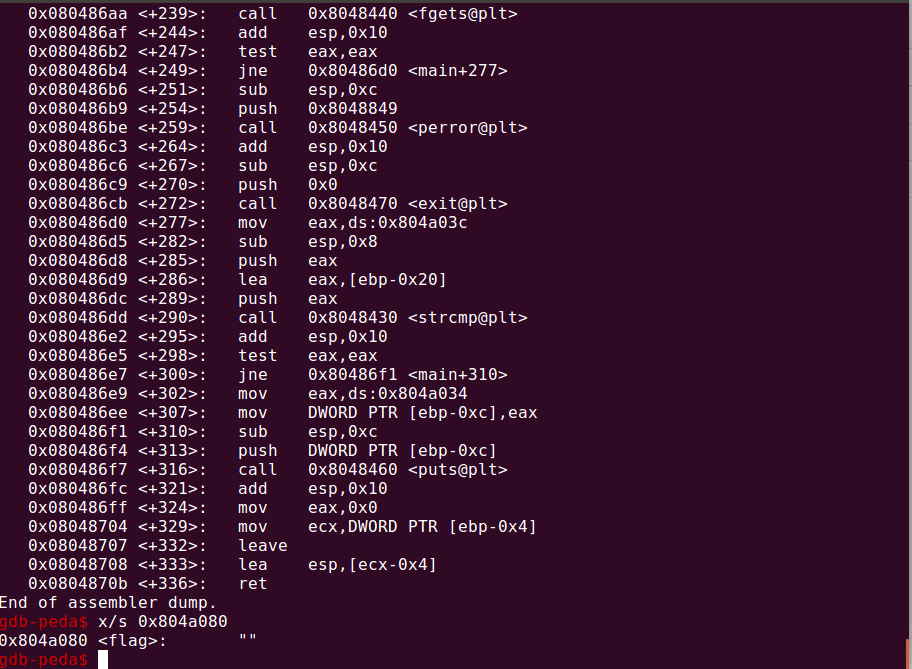 0x080486aa <+239>: call 0x8048440 <fgets@plt>
0x080486af <+244>: add esp,0x10
0x080486b2 <+247>: test eax,eax
0x080486b4 <+249>: jne 0x80486d0 <main+277>
0x080486b6 <+251>: sub esp,0xc
0x080486b9 <+254>: push 0x8048849
0x080486be <+259>: call 0x8048450 <perror@plt>
0x080486c3 <+264>: add esp,0x10
0x080486c6 <+267>: sub esp,0xc
0x080486c9 <+270>: push 0x0
0x080486cb <+272>: call 0x8048470 <exit@plt>
0x080486d0 <+277>: mov eax,ds:0x804a03c
0x080486d5 <+282>: sub esp,0x8
0x080486d8 <+285>: push eax
0x080486d9 <+286>: lea eax,[ebp-0x20]
0x080486dc <+289>: push eax
0x080486dd <+290>: call 0x8048430 <strcmp@plt>
0x080486e2 <+295>: add esp,0x10
0x080486e5 <+298>: test eax,eax
0x080486e7 <+300>: jne 0x80486f1 <main+310>
0x080486e9 <+302>: mov eax,ds:0x804a034
0x080486ee <+307>: mov DWORD PTR [ebp-0xc],eax
0x080486f1 <+310>: sub esp,0xc
0x080486f4 <+313>: push DWORD PTR [ebp-0xc]
0x080486f7 <+316>: call 0x8048460 <puts@plt>
0x080486fc <+321>: add esp,0x10
0x080486ff <+324>: mov eax,0x0
0x08048704 <+329>: mov ecx,DWORD PTR [ebp-0x4]
0x08048707 <+332>: leave
0x08048708 <+333>: lea esp,[ecx-0x4]
0x0804870b <+336>: ret
End of assembler dump.
gdb-peda$ x/s 0x804a080
0x804a080 <flag>: ""
gdb-peda$